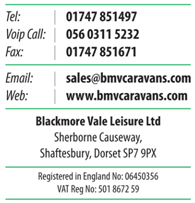 Tel: 01747 851497
Voip Call: 056 0311 5232
Fax: 01747 851671
Email: sales@bmvcaravans.com
Web: www.bmvcaravans.com
Blackmore Vale Leisure Ltd
Sherborne Causeway,
Shaftesbury, Dorset SP7 9PX
Registered in England No: 06450356
VAT Reg No: 501 8672 59